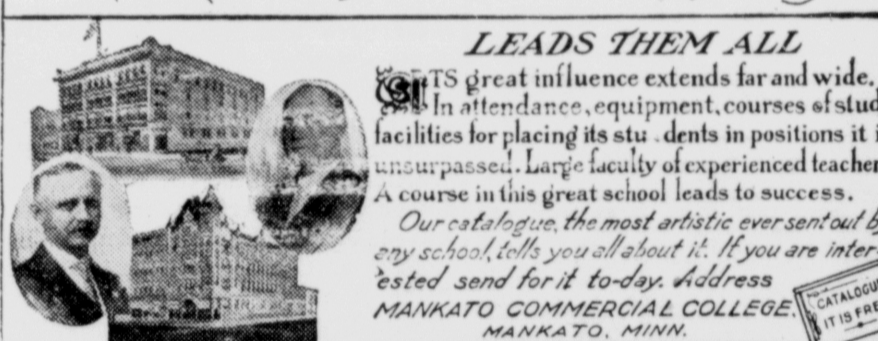 LEADS THEM ALL
ITS great influence extends far and wide.
In attendance, equipment, courses of stud
facilities for placing its stu.dents in positions it i
unsurpassed. Large faculty of experienced teacher
A course in this great school leads to success.
Our catalogue, the most artistic ever sent out b
any school, tells you all about it. If you are inter-
ested send for it to-day. Address
MANKATO COMMERCIAL COLLEGE,
MANKATO, MINN.
CATALOGU
IT IS FRE